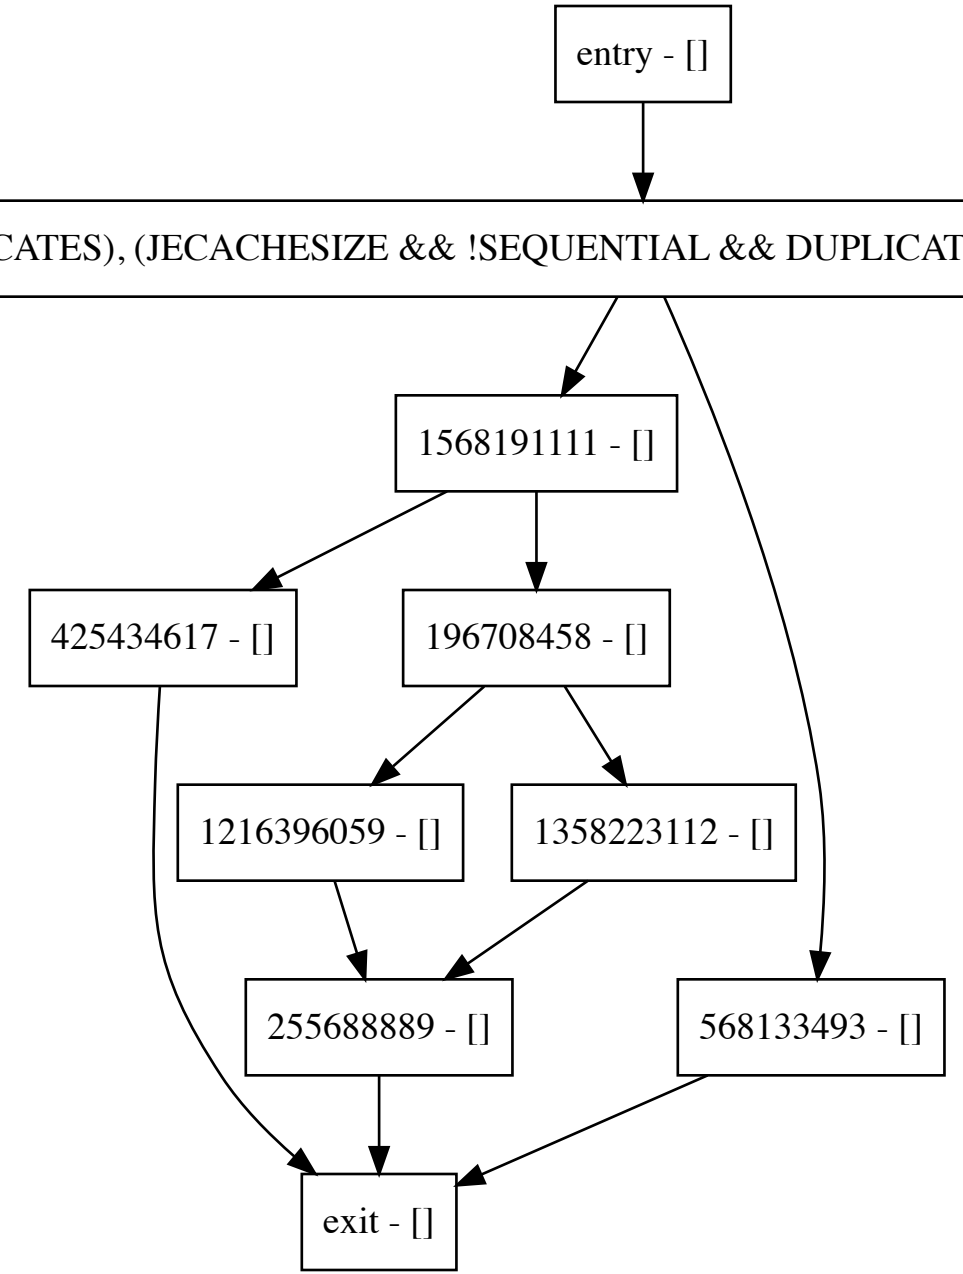 entry - []
CATES), (JECACHESIZE && !SEQUENTIAL && DUPLICAT
1568191111 - []
425434617 - []
196708458 - []
1216396059 - []
1358223112 - []
255688889 - []
568133493 - []
exit - []